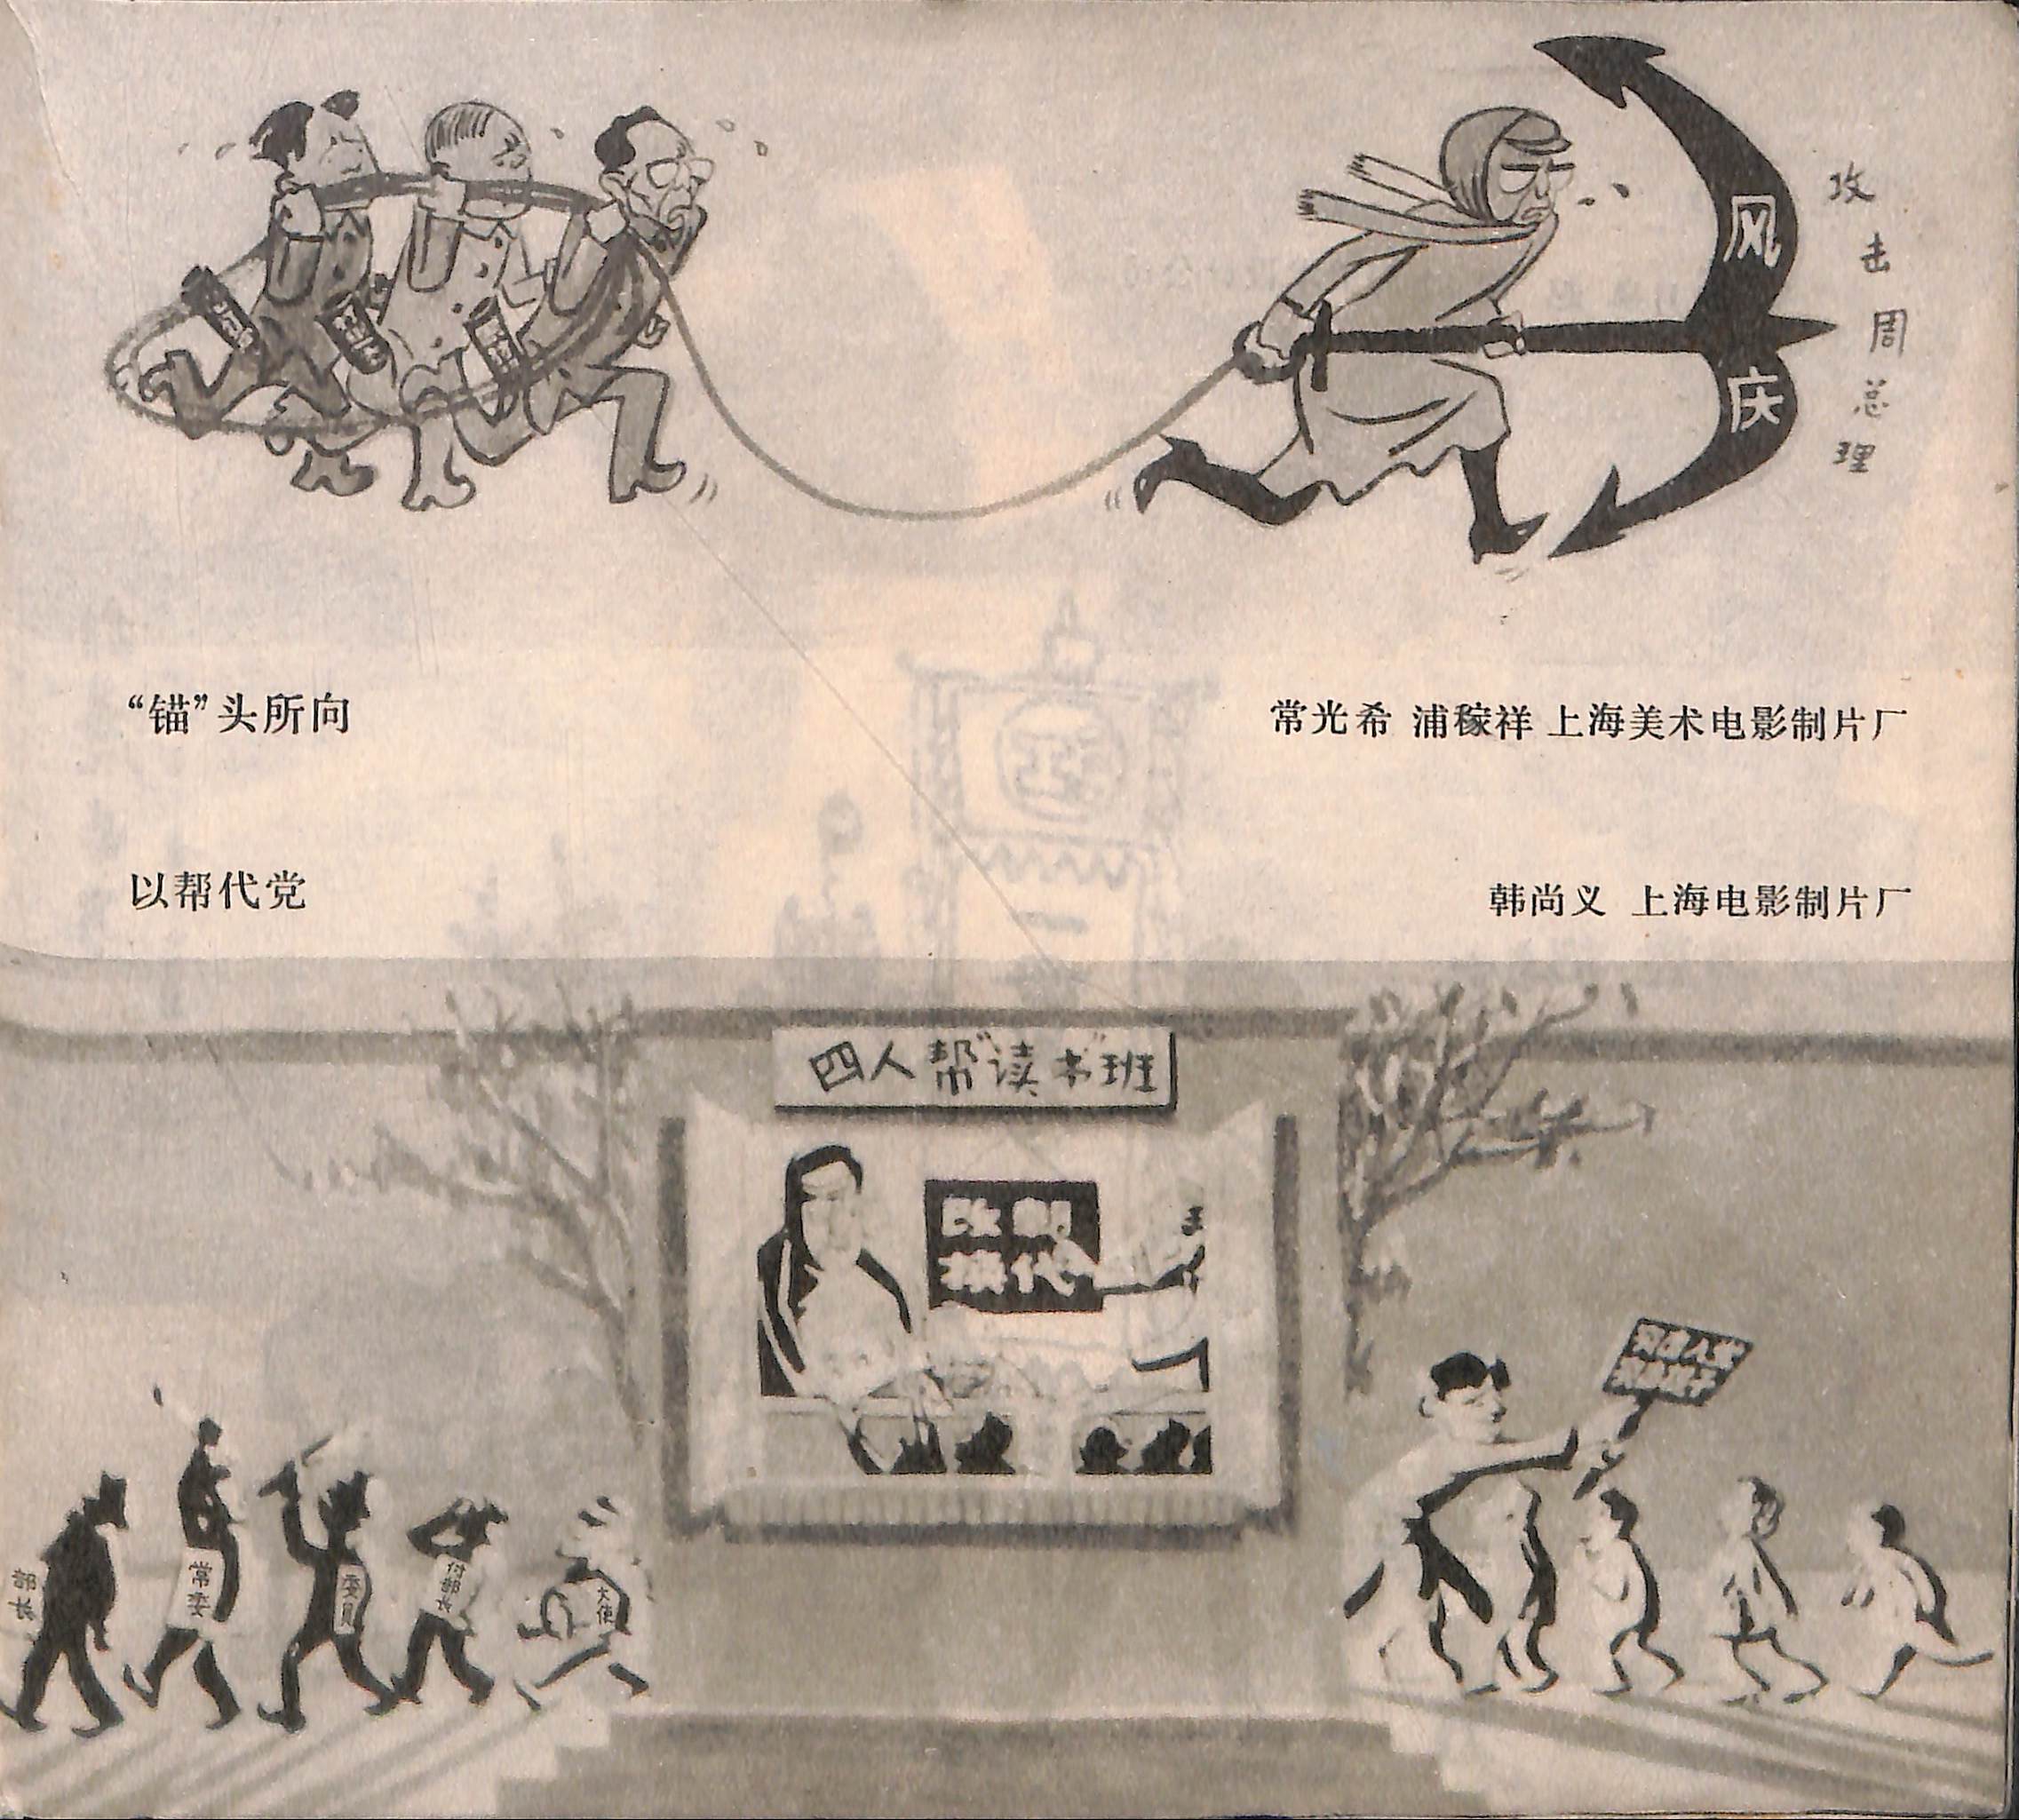 风
庆
攻击周总理
“锚”头所向
常光希 浦稼祥 上海美术电影制片厂
以帮代党
韩尚义 上海电影制片厂
四人帮“读书”班
改朝
换代
部长
常委
委员
付部长
大使